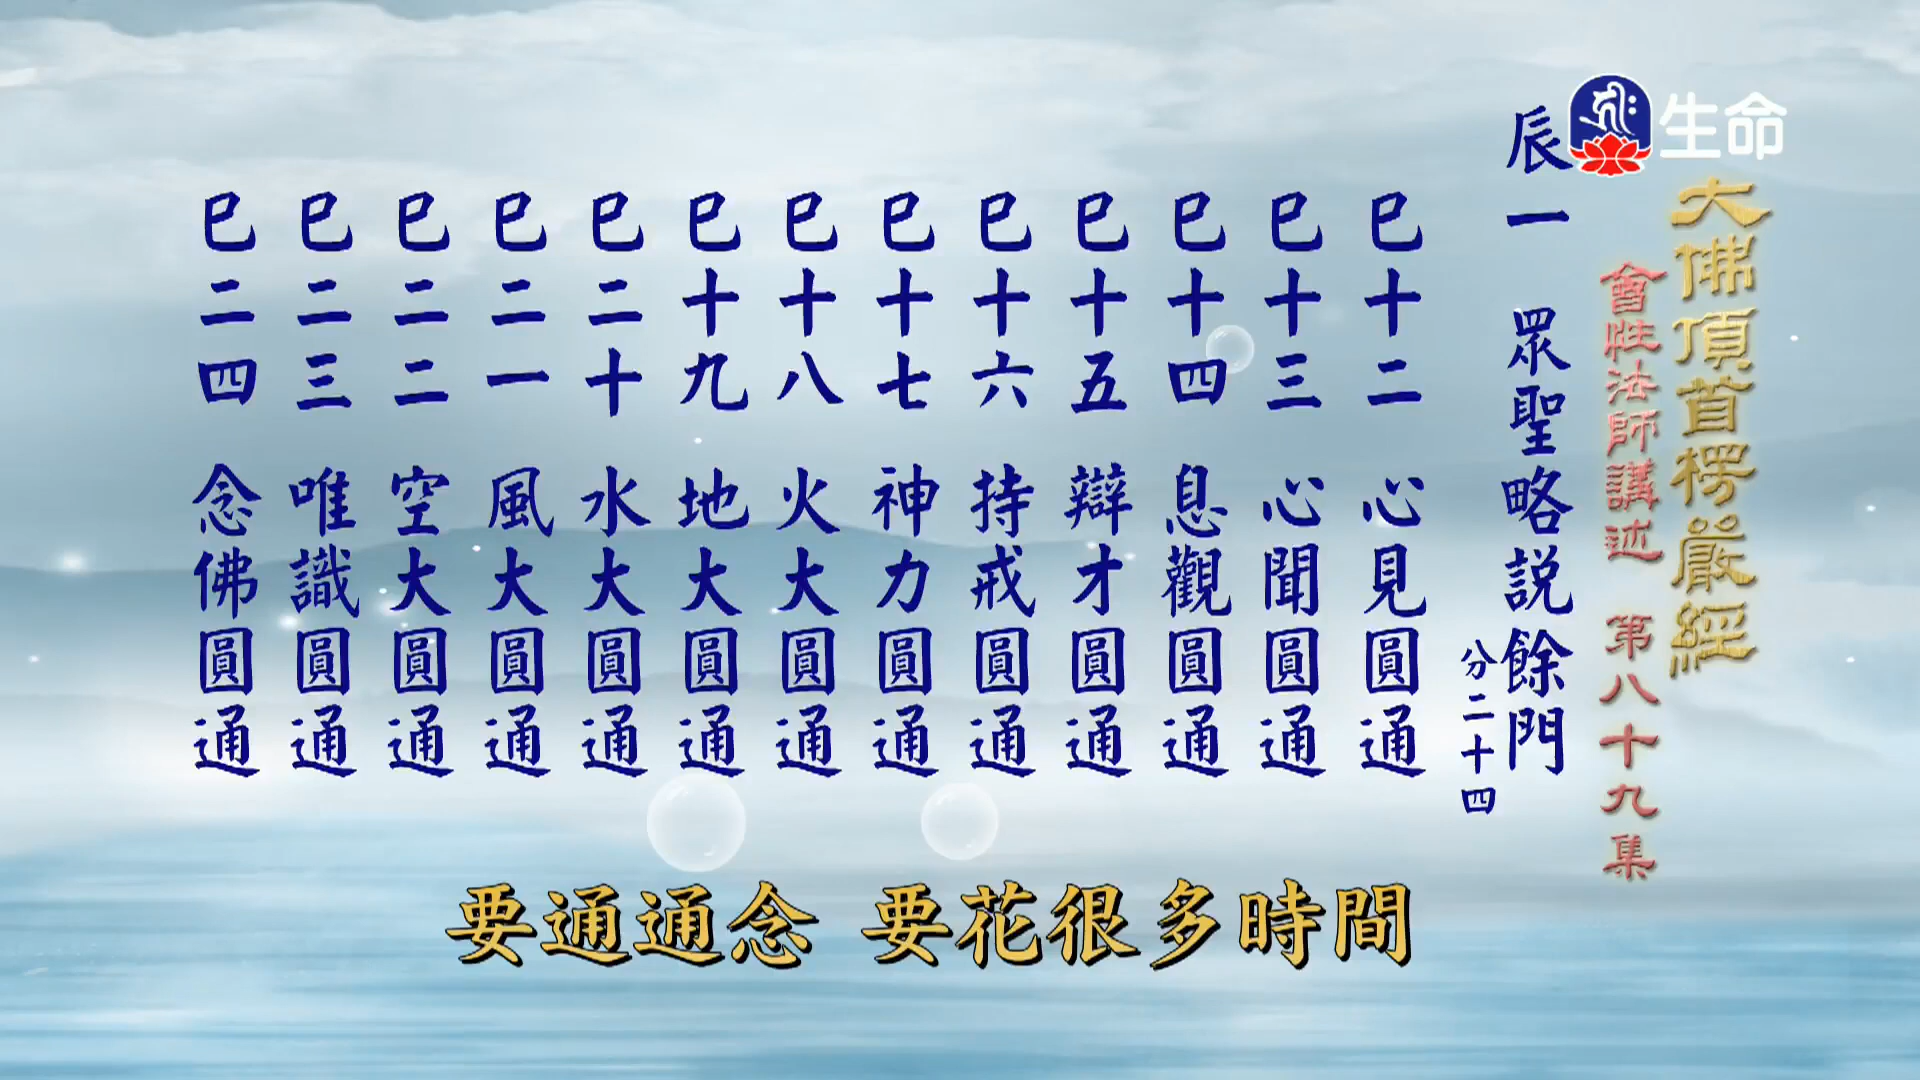 生命
大佛頂首楞嚴經
會性法師講述 第八十九集
辰一 眾聖略說餘門
分二十四
巳十二 心見圓通
巳十三 心聞圓通
巳十四 息觀圓通
巳十五 辯才圓通
巳十六 持戒圓通
巳十七 神力圓通
巳十八 火大圓通
巳十九 地大圓通
巳二十 水大圓通
巳二一 風大圓通
巳二二 空大圓通
巳二三 唯識圓通
巳二四 念佛圓通
要通通念 要花很多時間